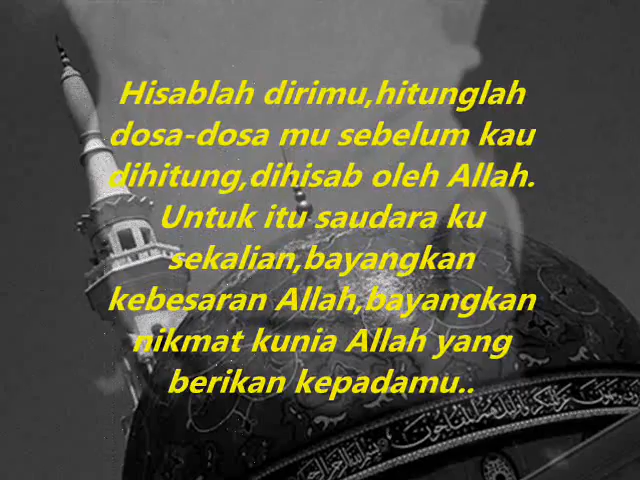 Hisablah dirimu,hitunglah
dosa-dosa mu sebelum kau
dihitung,dihisab oleh Allah.
Untuk itu saudara ku
sekalian,bayangkan
kebesaran Allah,bayangkan
nikmat kunia Allah yang
berikan kepadamu..